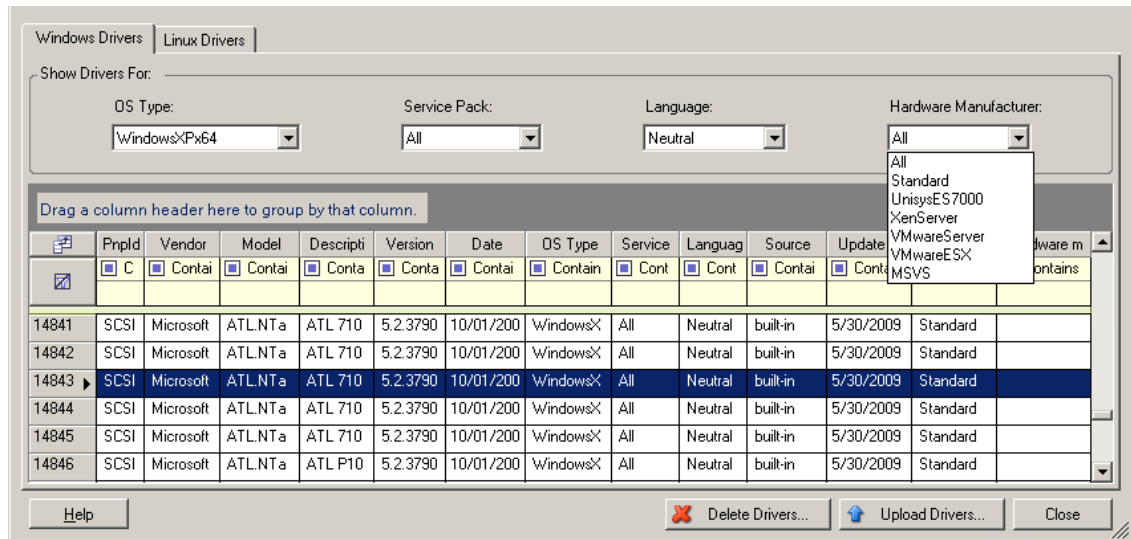 Windows Drivers Linux Drivers
Show Drivers For:
OS Type: Service Pack: Language: Hardware Manufacturer:
WindowsXPx64 All Neutral All
All
Standard
UnisysES7000
XenServer
VMwareServer
VMwareESX
MSVS
Drag a column header here to group by that column.
PnpId Vendor Model Descripti Version Date OS Type Service Languag Source Update dware m
C Contai Contai Conta Conta Contai Contain Cont Cont Contai Conta ontains
14841 SCSI Microsoft ATL.NTa ATL 710 5.2.3790 10/01/200 WindowsX All Neutral built-in 5/30/2009 Standard
14842 SCSI Microsoft ATL.NTa ATL 710 5.2.3790 10/01/200 WindowsX All Neutral built-in 5/30/2009 Standard
14843 SCSI Microsoft ATL.NTa ATL 710 5.2.3790 10/01/200 WindowsX All Neutral built-in 5/30/2009 Standard
14844 SCSI Microsoft ATL.NTa ATL 710 5.2.3790 10/01/200 WindowsX All Neutral built-in 5/30/2009 Standard
14845 SCSI Microsoft ATL.NTa ATL 710 5.2.3790 10/01/200 WindowsX All Neutral built-in 5/30/2009 Standard
14846 SCSI Microsoft ATL.NTa ATL P10 5.2.3790 10/01/200 WindowsX All Neutral built-in 5/30/2009 Standard
Help Delete Drivers... Upload Drivers... Close